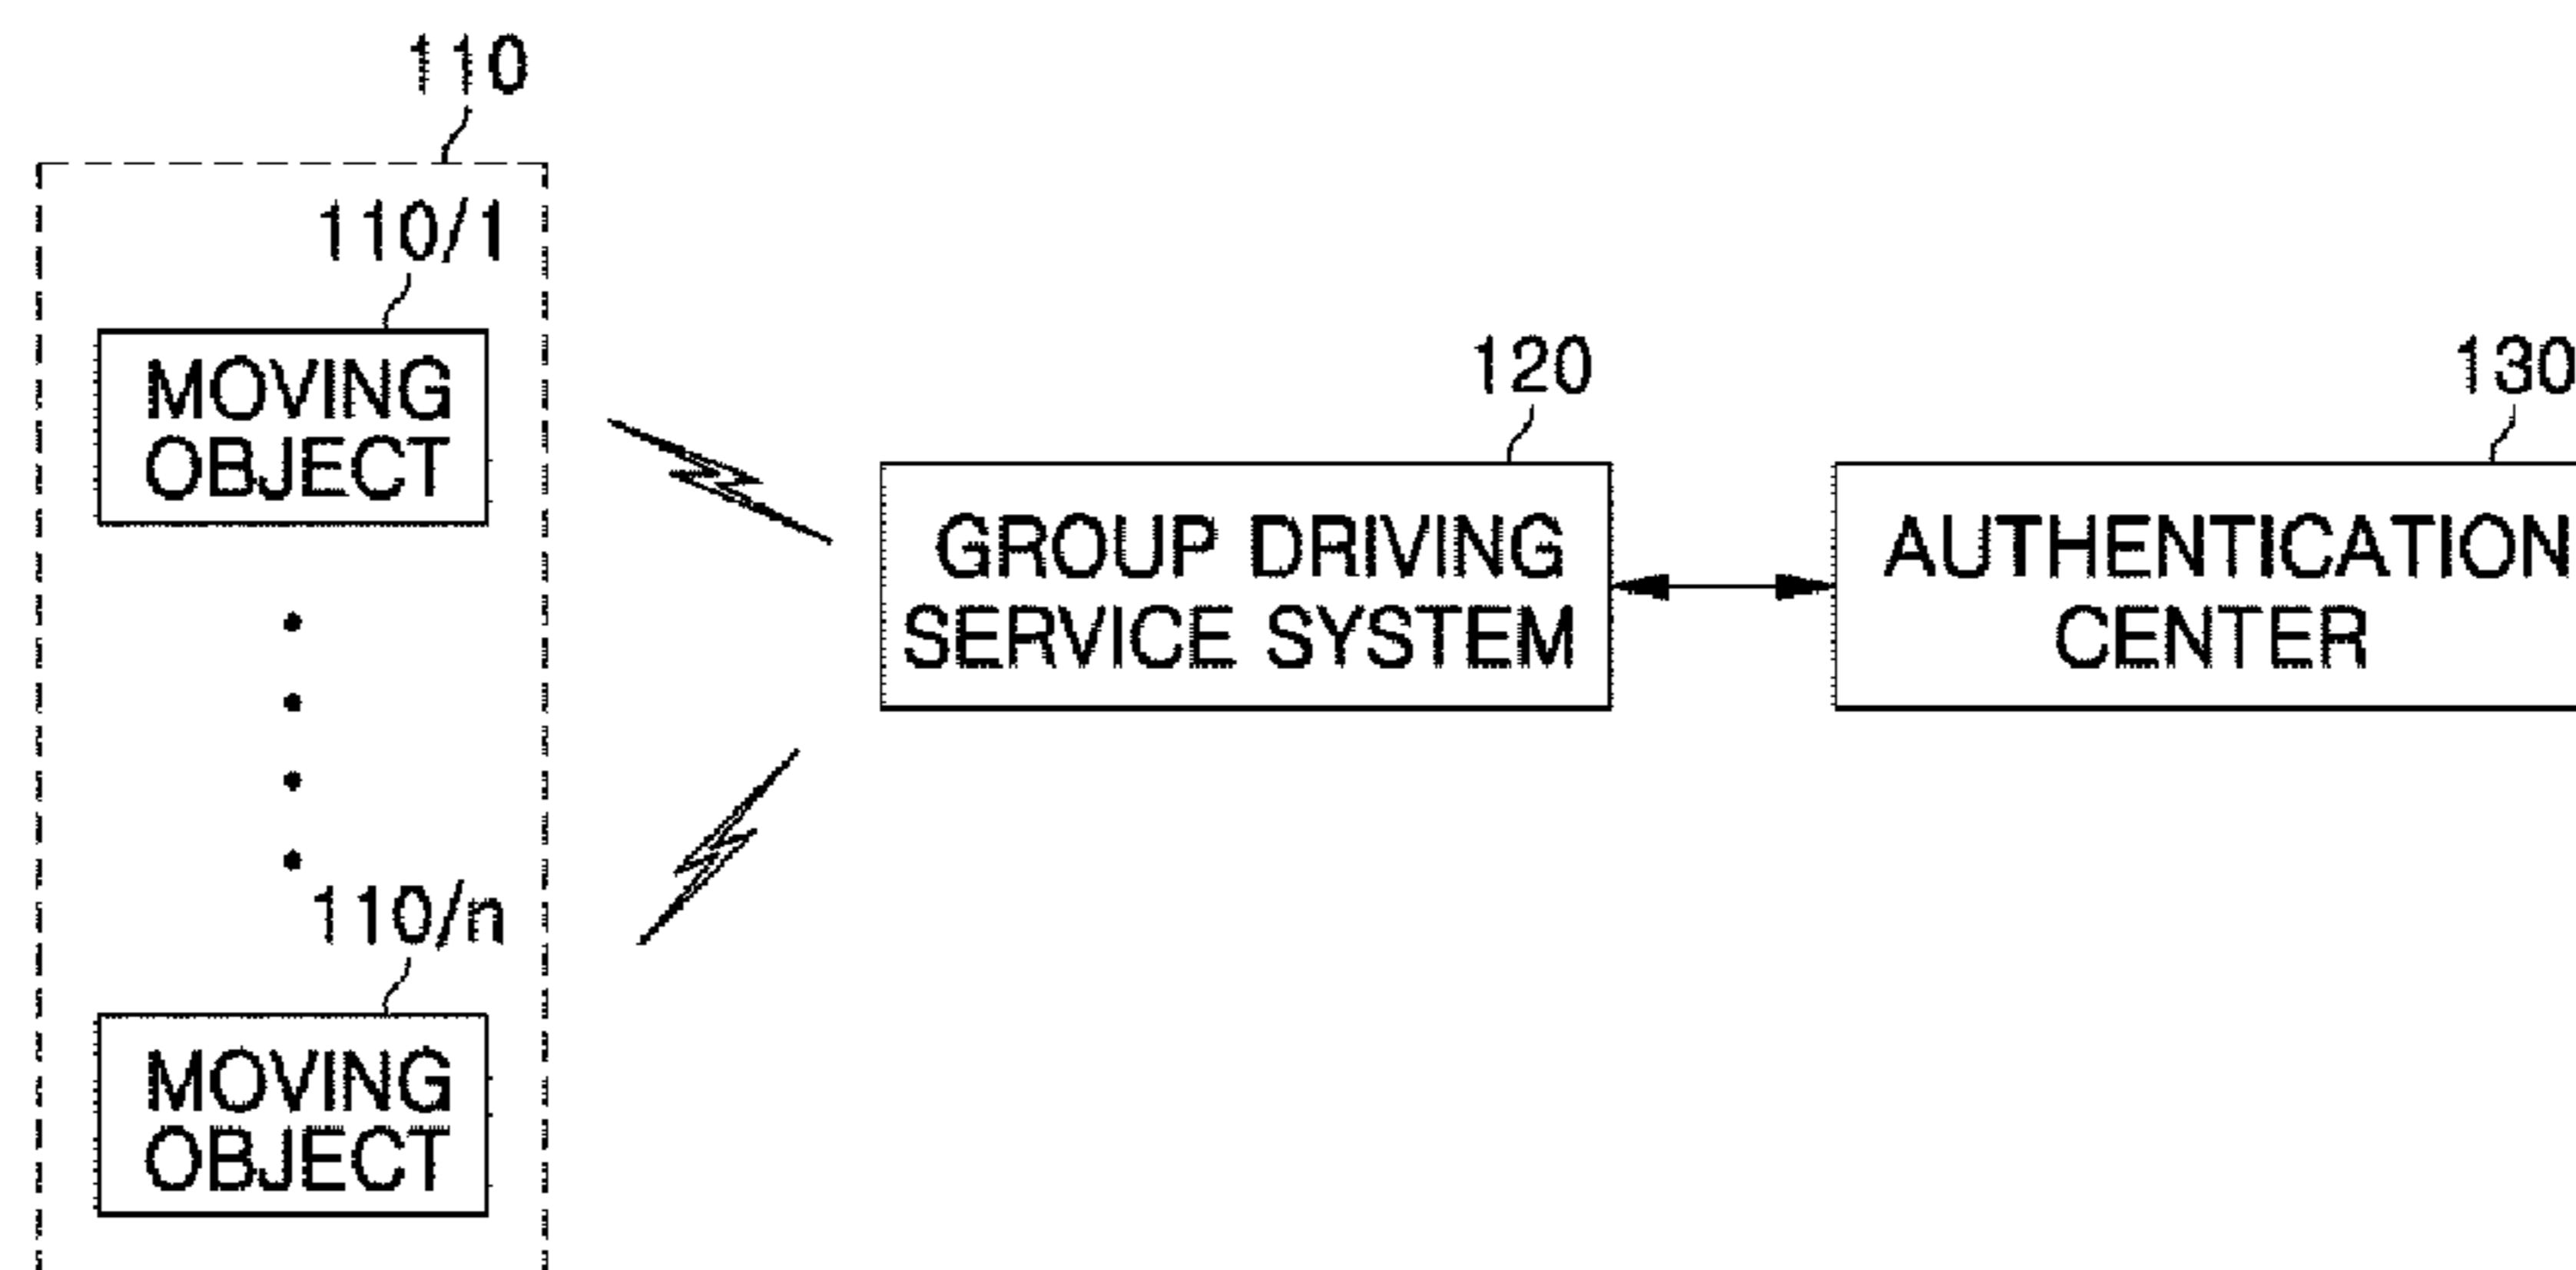 110
110/1
MOVING
OBJECT
110/n
MOVING
OBJECT
120
GROUP DRIVING
SERVICE SYSTEM
130
AUTHENTICATION
CENTER